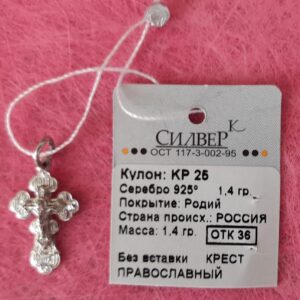 СИЛВЕР К
ОСТ 117-3-002-95
Кулон: КР 25
Серебро 925° 1,4 гр.
Покрытие: Родий
Страна происх.: РОССИЯ
Масса: 1,4 гр. ОТК 36
Без вставки КРЕСТ
ПРАВОСЛАВНЫЙ